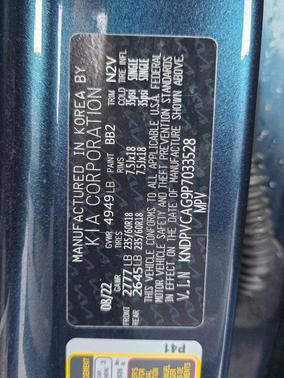 MANUFACTURED IN KOREA BY
KIA CORPORATION
08/22 GVWR 4949LB PAINT BB2 TRIM N2V
GAWR TIRES RIMS COLD TIRE INFL.
FRONT 2777LB 235/60R18 7.5Jx18 35psi SINGLE
REAR 2645LB 235/60R18 7.5Jx18 35psi SINGLE
THIS VEHICLE CONFORMS TO ALL APPLICABLE U.S.A. FEDERAL
MOTOR VEHICLE SAFETY AND THEFT PREVENTION STANDARDS
IN EFFECT ON THE DATE OF MANUFACTURE SHOWN ABOVE.
V.I.N KNDPVCAG9P7033528
MPV
P41